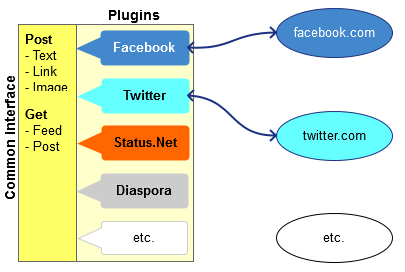 Plugins
Common Interface
Post
- Text
- Link
- Image
Get
- Feed
- Post
Facebook
Twitter
Status.Net
Diaspora
etc.
facebook.com
twitter.com
etc.